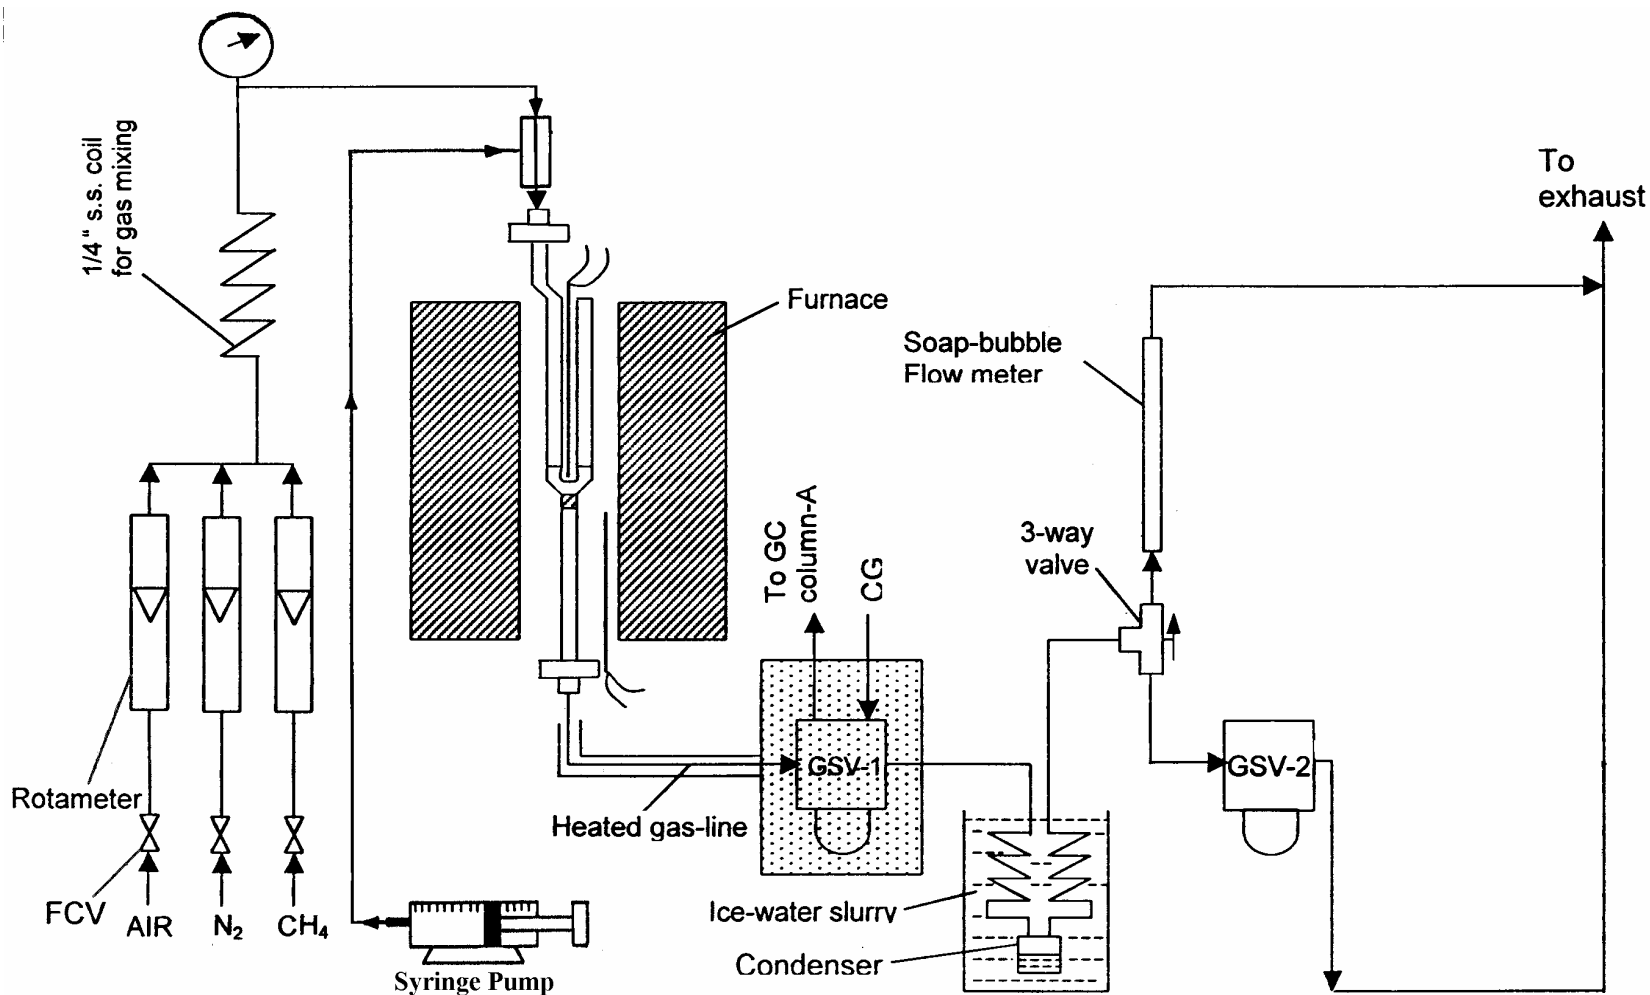 1/4" s.s. coil
for gas mixing
To
exhaust
Furnace
Soap-bubble
Flow meter
3-way
valve
To GC
column-A
CG
GSV-1
GSV-2
Rotameter
Heated gas-line
FCV
AIR
N₂
CH₄
Ice-water slurry
Condenser
Syringe Pump